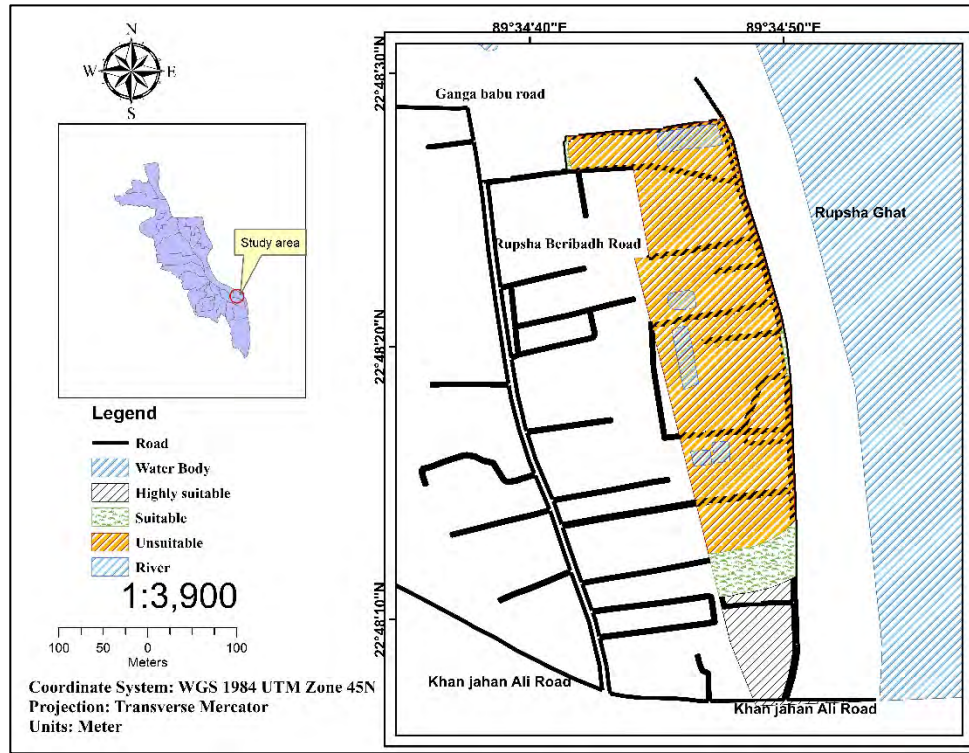 N
W E
S
Study area
Legend
Road
Water Body
Highly suitable
Suitable
Unsuitable
River
1:3,900
100 50 0 100
Meters
Coordinate System: WGS 1984 UTM Zone 45N
Projection: Transverse Mercator
Units: Meter
89°34'40"E 89°34'50"E
22°48'30"N
22°48'20"N
22°48'10"N
Ganga babu road
Rupsha Ghat
Rupsha Beribadh Road
Khan jahan Ali Road
Khan jahan Ali Road